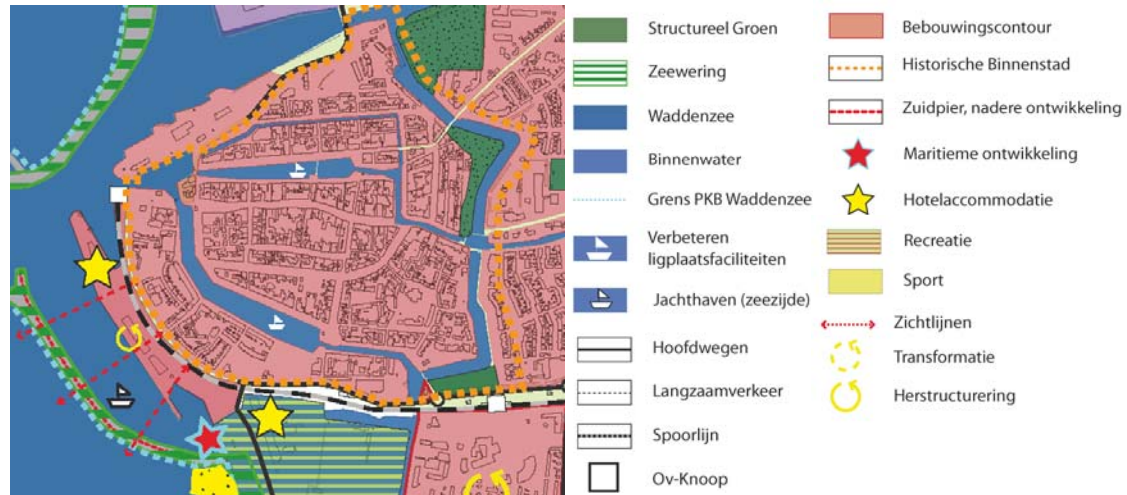 Structureel Groen
Zeewering
Waddenzee
Binnenwater
Grens PKB Waddenzee
Verbeteren
ligplaatsfaciliteiten
Jachthaven (zeezijde)
Hoofdwegen
Langzaamverkeer
Spoorlijn
Ov-Knoop
Bebouwingscontour
Historische Binnenstad
Zuidpier, nadere ontwikkeling
Maritieme ontwikkeling
Hotelaccommodatie
Recreatie
Sport
Zichtlijnen
Transformatie
Herstructurering